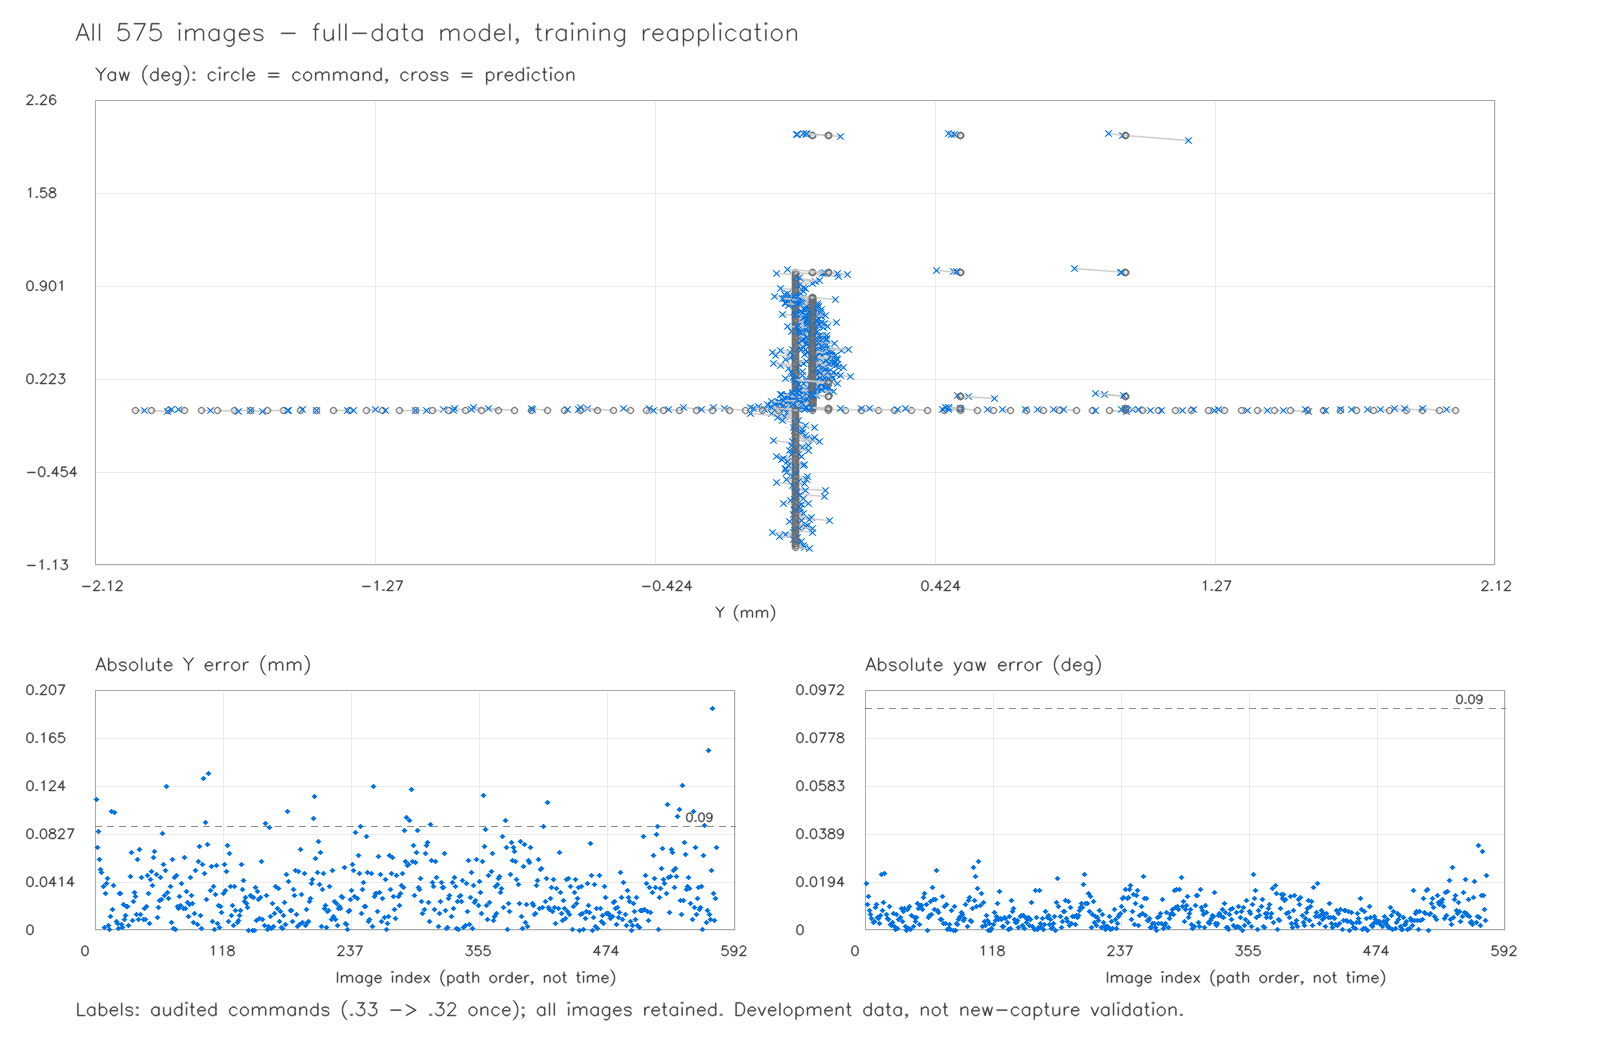 All 575 images - full-data model, training reapplication
Yaw (deg): circle = command, cross = prediction
2.26
1.58
0.901
0.223
-0.454
-1.13
-2.12 -1.27 -0.424 0.424 1.27 2.12
Y (mm)
Absolute Y error (mm)
0.207
0.165
0.124
0.0827
0.0414
0
0.09
0 118 237 355 474 592
Image index (path order, not time)
Absolute yaw error (deg)
0.0972
0.0778
0.0583
0.0389
0.0194
0
0.09
0 118 237 355 474 592
Image index (path order, not time)
Labels: audited commands (.33 -> .32 once); all images retained. Development data, not new-capture validation.